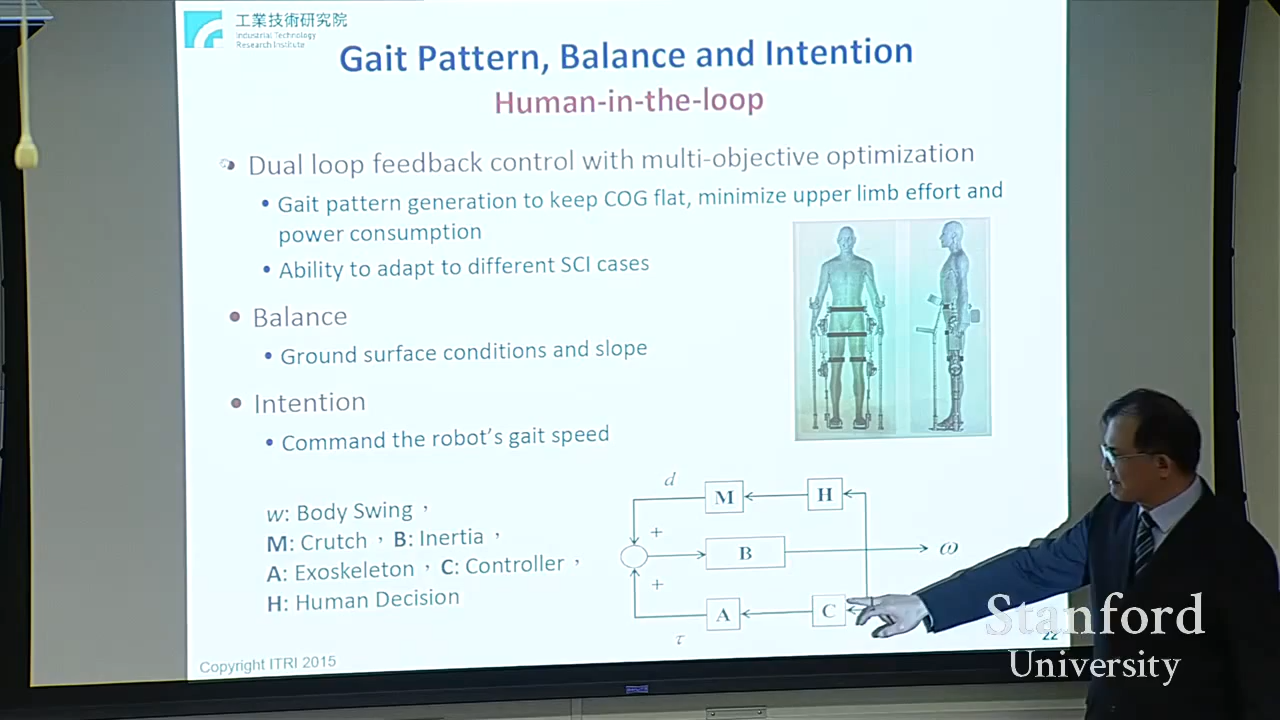 工業技術研究院
Industrial Technology
Research Institute
Gait Pattern, Balance and Intention
Human-in-the-loop
Dual loop feedback control with multi-objective optimization
• Gait pattern generation to keep COG flat, minimize upper limb effort and
power consumption
• Ability to adapt to different SCI cases
• Balance
• Ground surface conditions and slope
• Intention
• Command the robot's gait speed
w: Body Swing，
M: Crutch，B: Inertia，
A: Exoskeleton，C: Controller，
H: Human Decision
d
M
H
+
B
ω
+
A
C
τ
22
Copyright ITRI 2015
Stanford
University